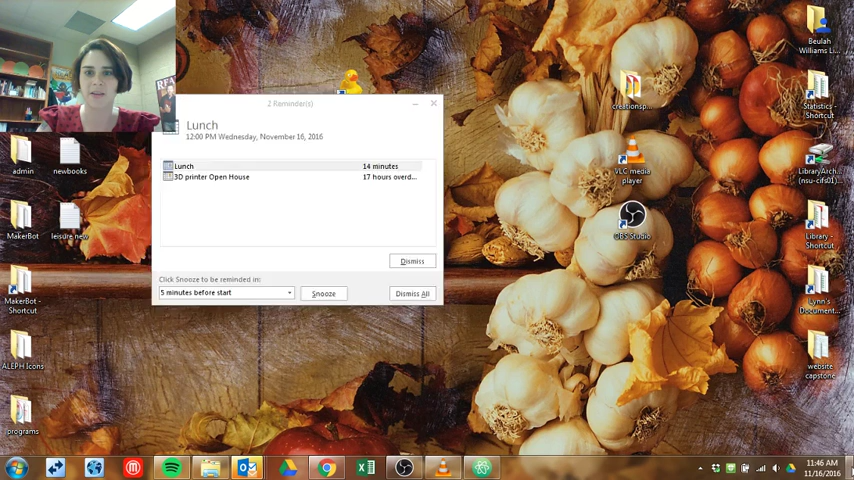 2 Reminder(s)
Lunch
12:00 PM Wednesday, November 16, 2016
Lunch 14 minutes
3D printer Open House 17 hours overd...
Dismiss
Click Snooze to be reminded in:
5 minutes before start
Snooze
Dismiss All
admin
newbooks
MakerBot
leisure new
MakerBot -
Shortcut
ALEPH Icons
programs
creationsp...
VLC media
player
OBS Studio
Beulah
Williams L...
Statistics -
Shortcut
LibraryArch...
(nsu-cifs01)
Library -
Shortcut
Lynn's
Document...
website
capstone
11:46 AM
11/16/2016